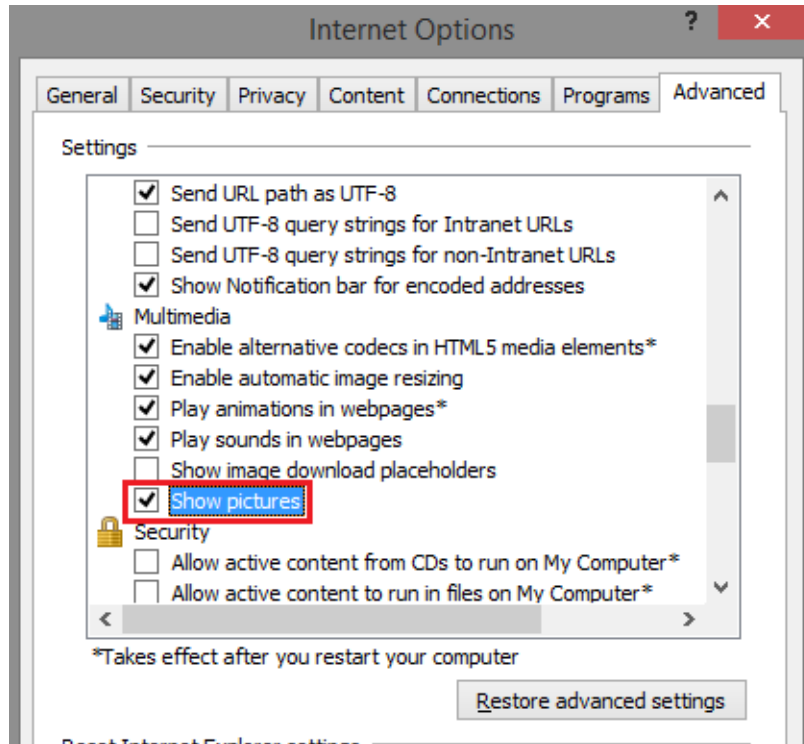 Internet Options ? ×
General Security Privacy Content Connections Programs Advanced
Settings
Send URL path as UTF-8
Send UTF-8 query strings for Intranet URLs
Send UTF-8 query strings for non-Intranet URLs
Show Notification bar for encoded addresses
Multimedia
Enable alternative codecs in HTML5 media elements*
Enable automatic image resizing
Play animations in webpages*
Play sounds in webpages
Show image download placeholders
Show pictures
Security
Allow active content from CDs to run on My Computer*
Allow active content to run in files on My Computer*
*Takes effect after you restart your computer
Restore advanced settings
Reset Internet Explorer settings